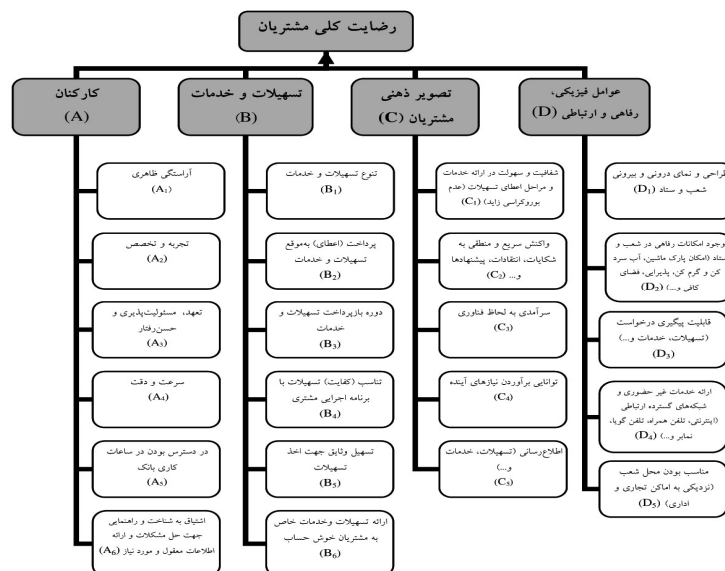 رضایت کلی مشتریان
کارکنان
(A)
آراستگی ظاهری
(A₁)
تجربه و تخصص
(A₂)
تعهد، مسئولیت‌پذیری و
حسن‌رفتار
(A₃)
سرعت و دقت
(A₄)
در دسترس بودن در ساعات
کاری بانک
(A₅)
اشتیاق به شناخت و راهنمایی
جهت حل مشکلات و ارائه
اطلاعات معقول و مورد نیاز (A₆)
تسهیلات و خدمات
(B)
تنوع تسهیلات و خدمات
(B₁)
پرداخت (اعطای) به‌موقع
تسهیلات و خدمات
(B₂)
دوره بازپرداخت تسهیلات و
خدمات
(B₃)
تناسب (کفایت) تسهیلات با
برنامه اجرایی مشتری
(B₄)
تسهیل وثایق جهت اخذ
تسهیلات
(B₅)
ارائه تسهیلات وخدمات خاص
به مشتریان خوش حساب
(B₆)
تصویر ذهنی
مشتریان (C)
شفافیت و سهولت در ارائه خدمات
و مراحل اعطای تسهیلات (عدم
بوروکراسی زاید) (C₁)
واکنش سریع و منطقی به
شکایات، انتقادات، پیشنهادها
و... (C₂)
سرآمدی به لحاظ فناوری
(C₃)
توانایی برآوردن نیازهای آینده
(C₄)
اطلاع‌رسانی (تسهیلات، خدمات
و...)
(C₅)
عوامل فیزیکی،
رفاهی و ارتباطی (D)
طراحی و نمای درونی و بیرونی
شعب و ستاد (D₁)
وجود امکانات رفاهی در شعب و
ستاد (امکان پارک ماشین، آب سرد
کن و گرم کن، پذیرایی، فضای
کافی و...) (D₂)
قابلیت پیگیری درخواست
(تسهیلات، خدمات و...)
(D₃)
ارائه خدمات غیر حضوری و
شبکه‌های گسترده ارتباطی
(اینترنتی، تلفن همراه، تلفن گویا،
نمابر و...) (D₄)
مناسب بودن محل شعب
(نزدیکی به اماکن تجاری و
اداری) (D₅)